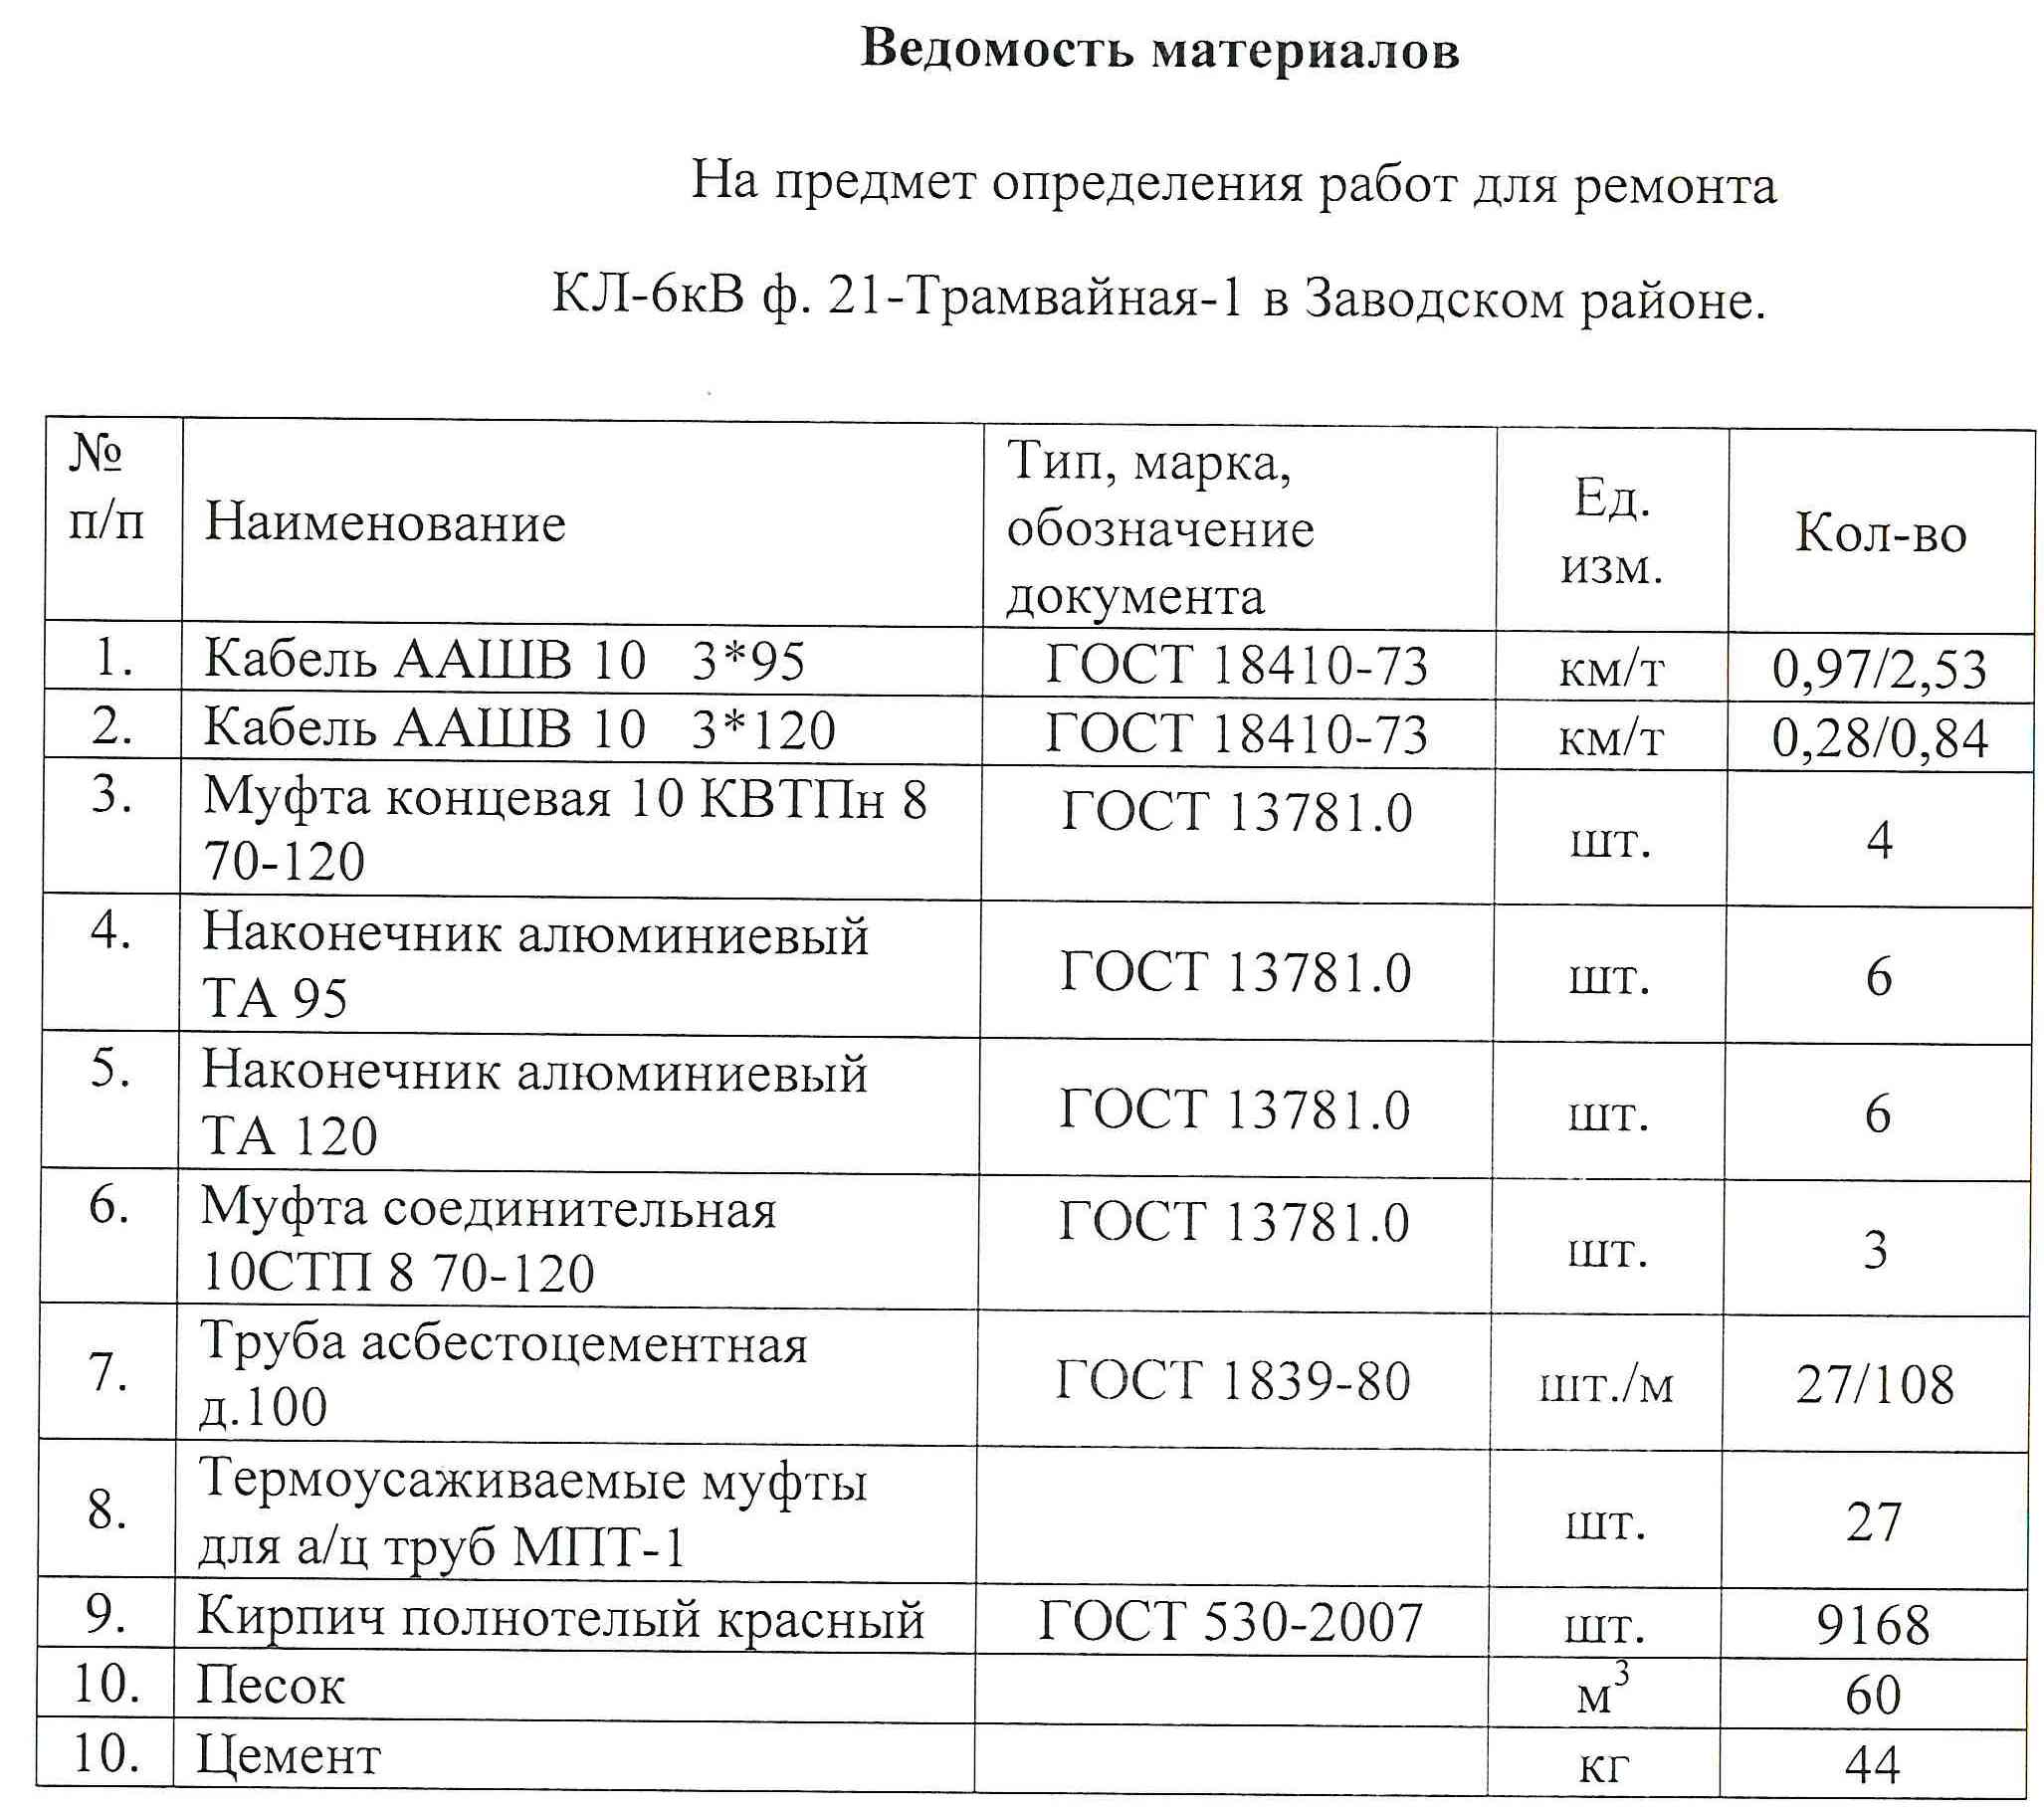 Ведомость материалов
На предмет определения работ для ремонта
КЛ-6кВ ф. 21-Трамвайная-1 в Заводском районе.
№ п/п Наименование Тип, марка, обозначение документа Ед. изм. Кол-во
1. Кабель ААШВ 10 3*95 ГОСТ 18410-73 км/т 0,97/2,53
2. Кабель ААШВ 10 3*120 ГОСТ 18410-73 км/т 0,28/0,84
3. Муфта концевая 10 КВТПн 8
70-120 ГОСТ 13781.0 шт. 4
4. Наконечник алюминиевый
ТА 95 ГОСТ 13781.0 шт. 6
5. Наконечник алюминиевый
ТА 120 ГОСТ 13781.0 шт. 6
6. Муфта соединительная
10СТП 8 70-120 ГОСТ 13781.0 шт. 3
7. Труба асбестоцементная
д.100 ГОСТ 1839-80 шт./м 27/108
8. Термоусаживаемые муфты
для а/ц труб МПТ-1 шт. 27
9. Кирпич полнотелый красный ГОСТ 530-2007 шт. 9168
10. Песок м³ 60
10. Цемент кг 44